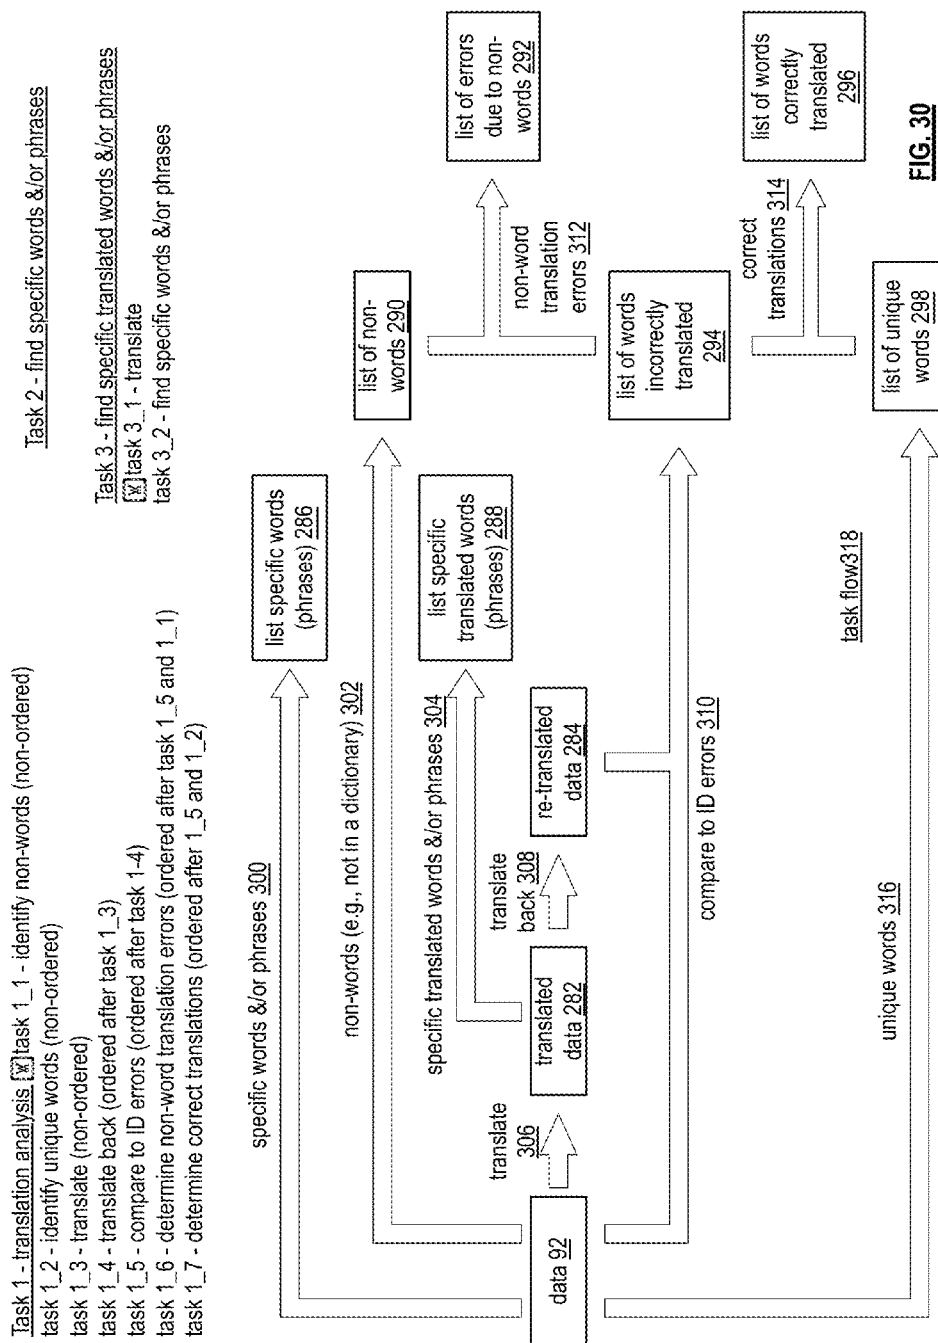 Task 1 - translation analysis task 1_1 - identify non-words (non-ordered)
task 1_2 - identify unique words (non-ordered)
task 1_3 - translate (non-ordered)
task 1_4 - translate back (ordered after task 1_3)
task 1_5 - compare to ID errors (ordered after task 1-4)
task 1_6 - determine non-word translation errors (ordered after task 1_5 and 1_1)
task 1_7 - determine correct translations (ordered after 1_5 and 1_2)
Task 2 - find specific words &/or phrases
Task 3 - find specific translated words &/or phrases
task 3_1 - translate
task 3_2 - find specific words &/or phrases
specific words &/or phrases 300
list specific words
(phrases) 286
non-words (e.g., not in a dictionary) 302
list of non-
words 290
specific translated words &/or phrases 304
list specific
translated words
(phrases) 288
list of errors
due to non-
words 292
non-word
translation
errors 312
data 92
translate
306
translated
data 282
translate
back 308
re-translated
data 284
compare to ID errors 310
list of words
incorrectly
translated
294
correct
translations 314
list of words
correctly
translated
296
unique words 316
task flow318
list of unique
words 298
FIG. 30